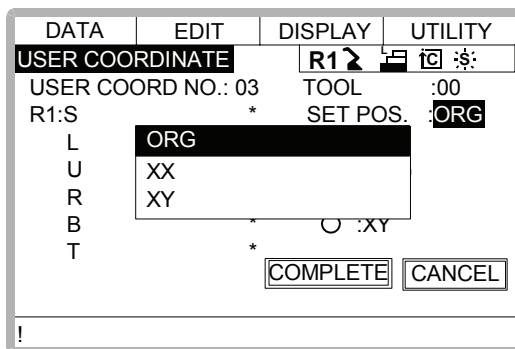 DATA EDIT DISPLAY UTILITY
USER COORDINATE R1 C S
USER COORD NO.: 03 TOOL :00
R1:S * SET POS. :ORG
L ORG
U XX
R XY
B * :XY
T *
COMPLETE CANCEL
!